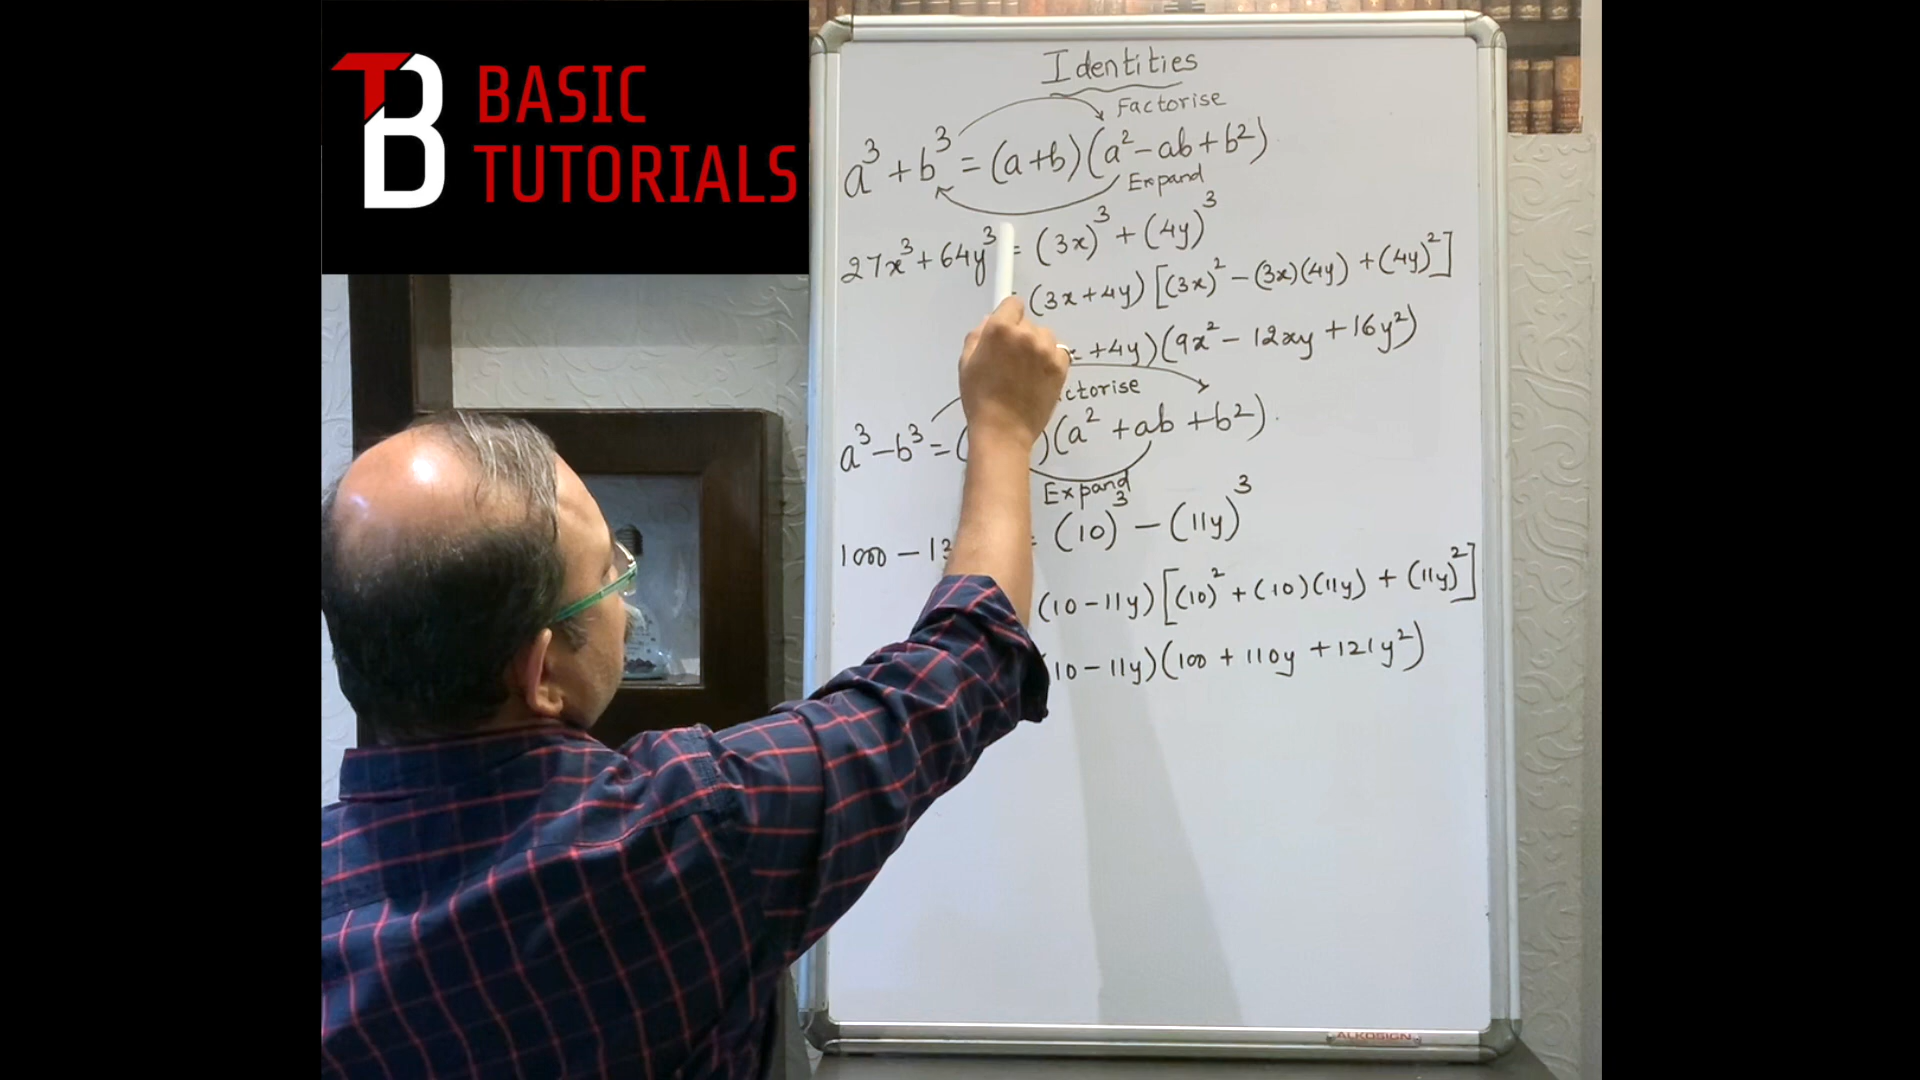 BASIC
TUTORIALS
Identities
Factorise
a³ + b³ = (a+b)(a² - ab + b²)
Expand
27x³ + 64y³ = (3x)³ + (4y)³
(3x+4y)[(3x)² - (3x)(4y) + (4y)²]
+4y)(9x² - 12xy + 16y²)
ctorise
a³ - b³ = ( )(a² + ab + b²)
Expand
1000 - 13 = (10)³ - (11y)³
(10-11y)[(10)² + (10)(11y) + (11y)²]
(10-11y)(100 + 110y + 121y²)
ALKOSIGN